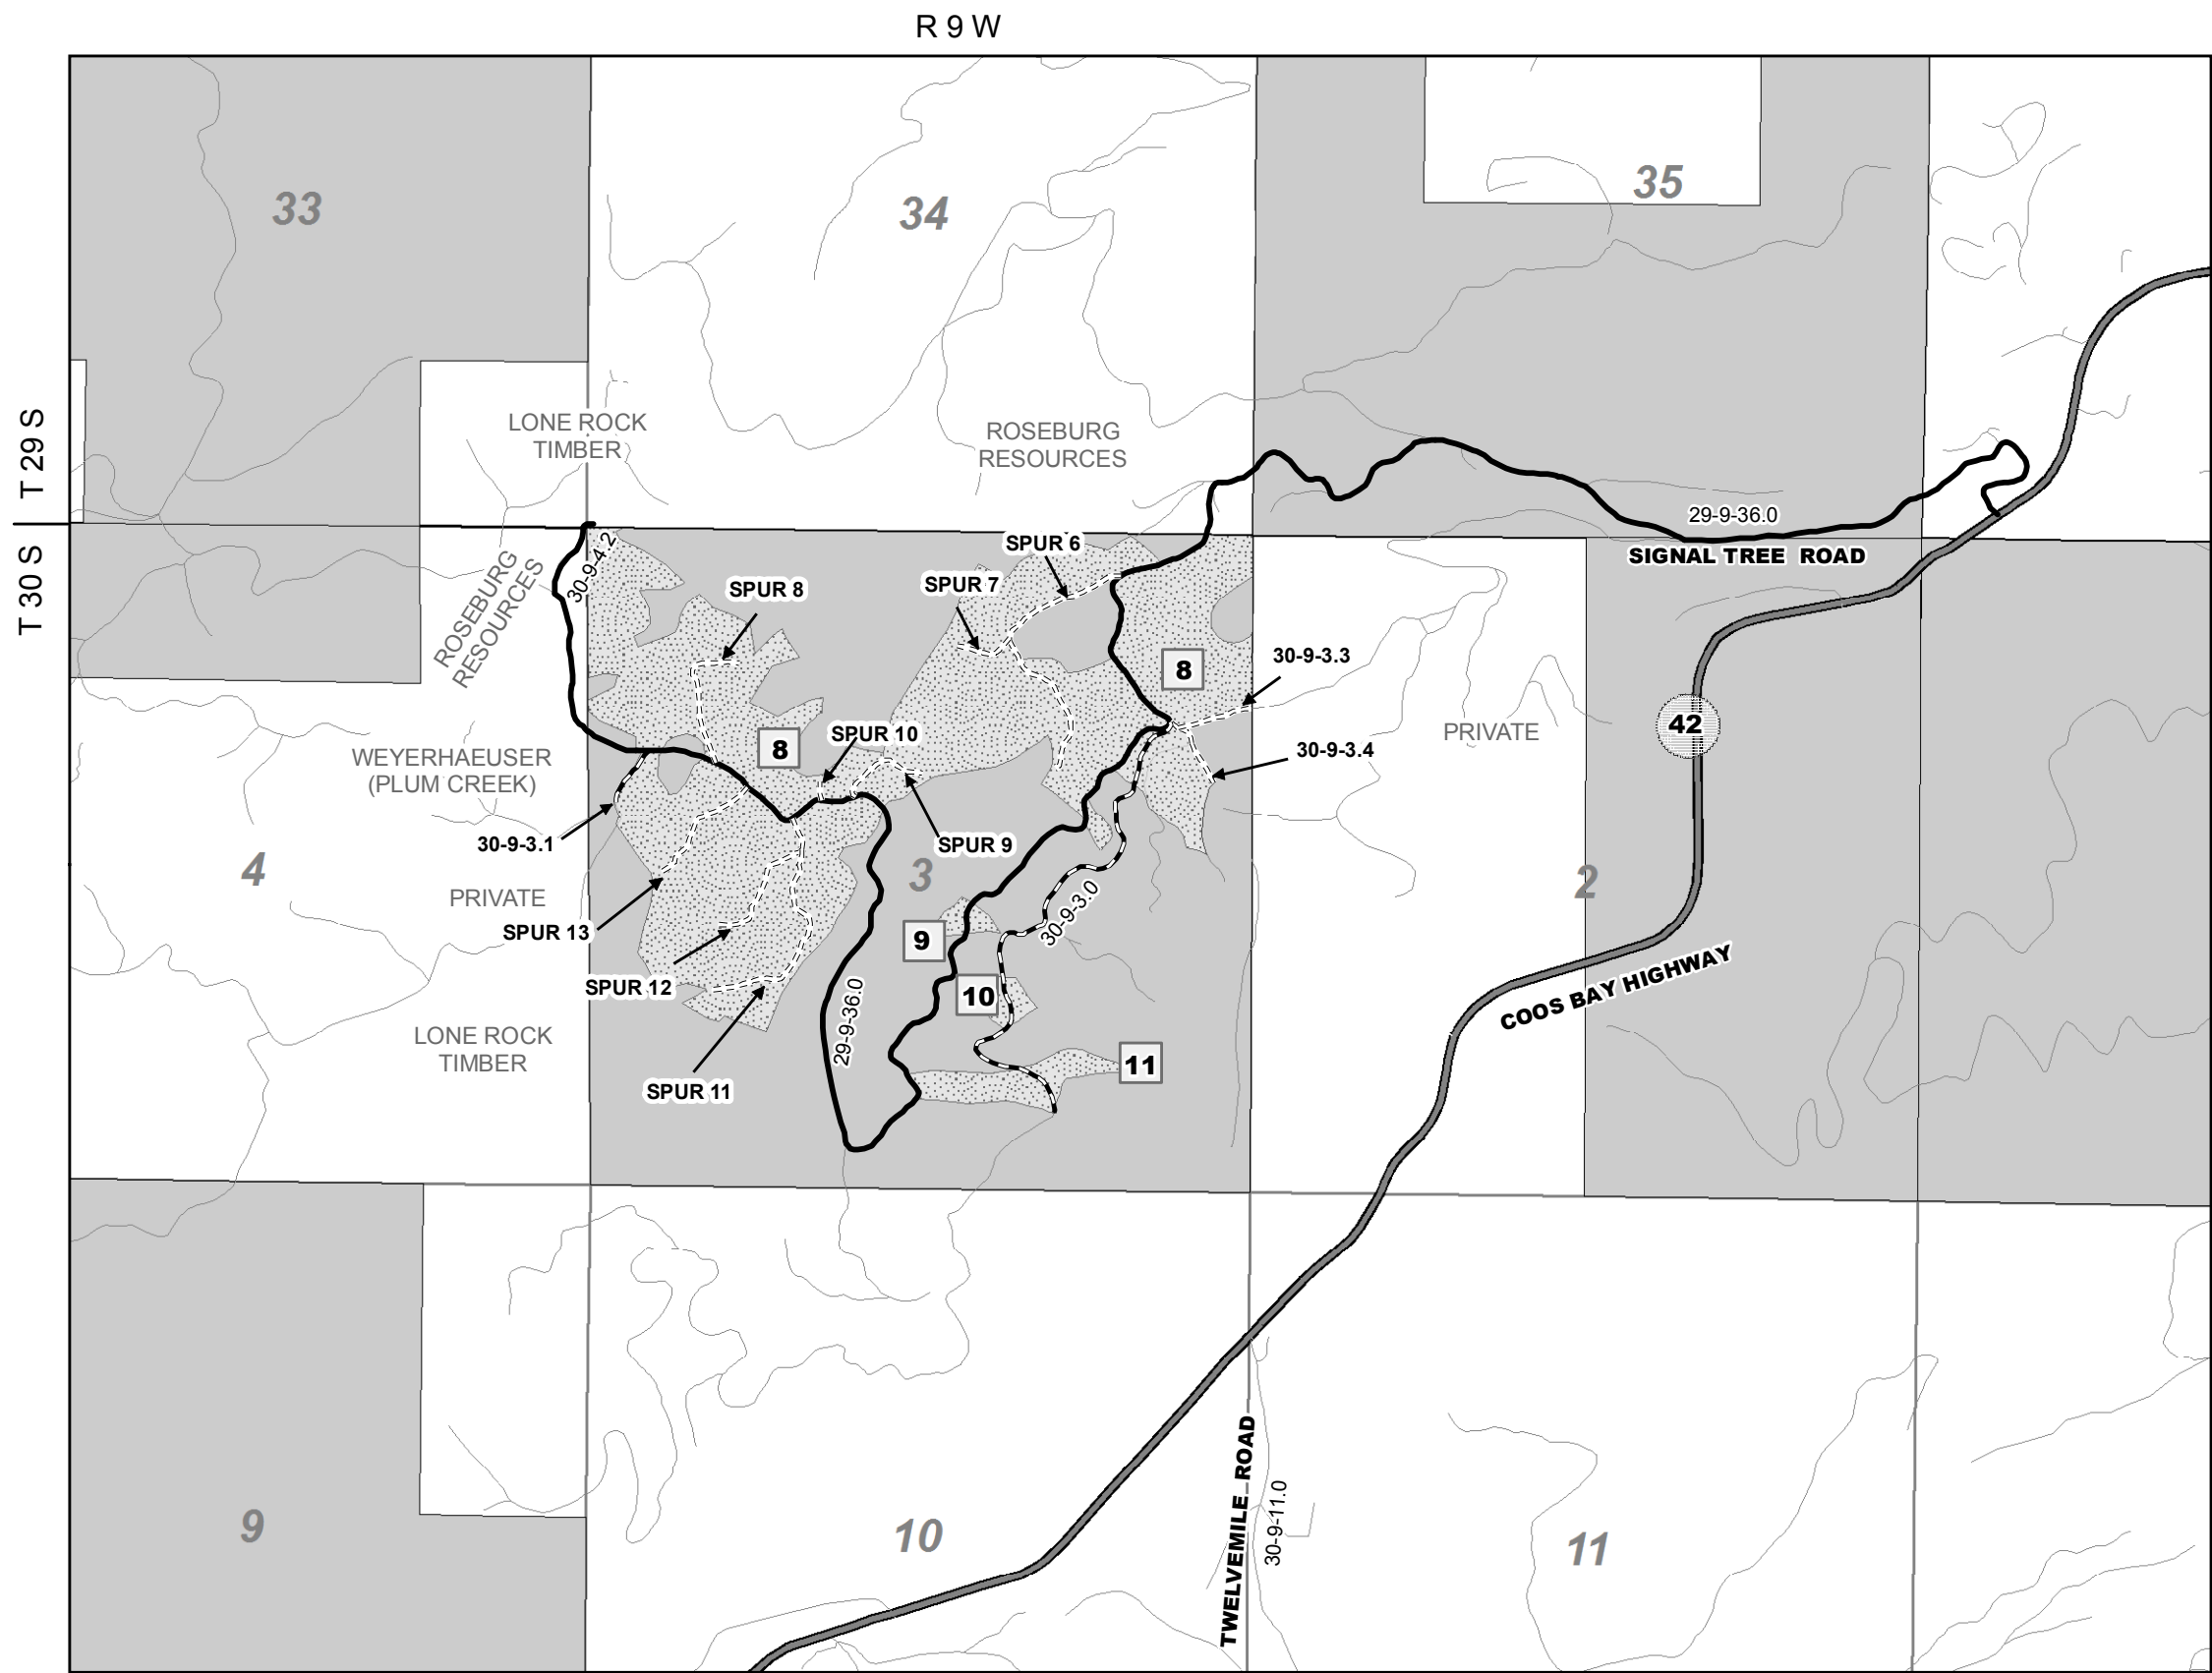 R 9 W
33
34
35
T 29 S
LONE ROCK
TIMBER
ROSEBURG
RESOURCES
29-9-36.0
SIGNAL TREE ROAD
T 30 S
30-9-4.2
ROSEBURG
RESOURCES
SPUR 6
SPUR 7
SPUR 8
8
30-9-3.3
42
PRIVATE
SPUR 10
8
30-9-3.4
WEYERHAEUSER
(PLUM CREEK)
30-9-3.1
SPUR 9
4
3
2
PRIVATE
SPUR 13
9
30-9-3.0
SPUR 12
10
COOS BAY HIGHWAY
29-9-36.0
LONE ROCK
TIMBER
11
SPUR 11
TWELVEMILE ROAD
30-9-11.0
9
10
11